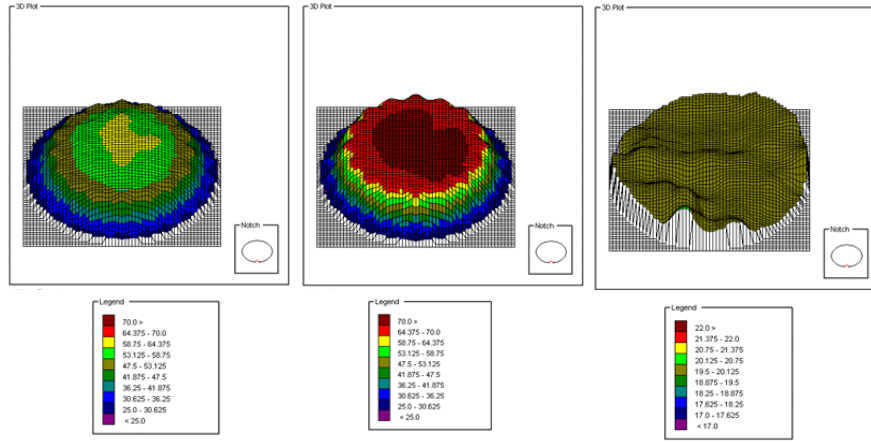 3D Plot
Notch
3D Plot
Notch
3D Plot
Notch
Legend
70.0 >
64.375 - 70.0
58.75 - 64.375
53.125 - 58.75
47.5 - 53.125
41.875 - 47.5
36.25 - 41.875
30.625 - 36.25
25.0 - 30.625
< 25.0
Legend
70.0 >
64.375 - 70.0
58.75 - 64.375
53.125 - 58.75
47.5 - 53.125
41.875 - 47.5
36.25 - 41.875
30.625 - 36.25
25.0 - 30.625
< 25.0
Legend
22.0 >
21.375 - 22.0
20.75 - 21.375
20.125 - 20.75
19.5 - 20.125
18.875 - 19.5
18.25 - 18.875
17.625 - 18.25
17.0 - 17.625
< 17.0